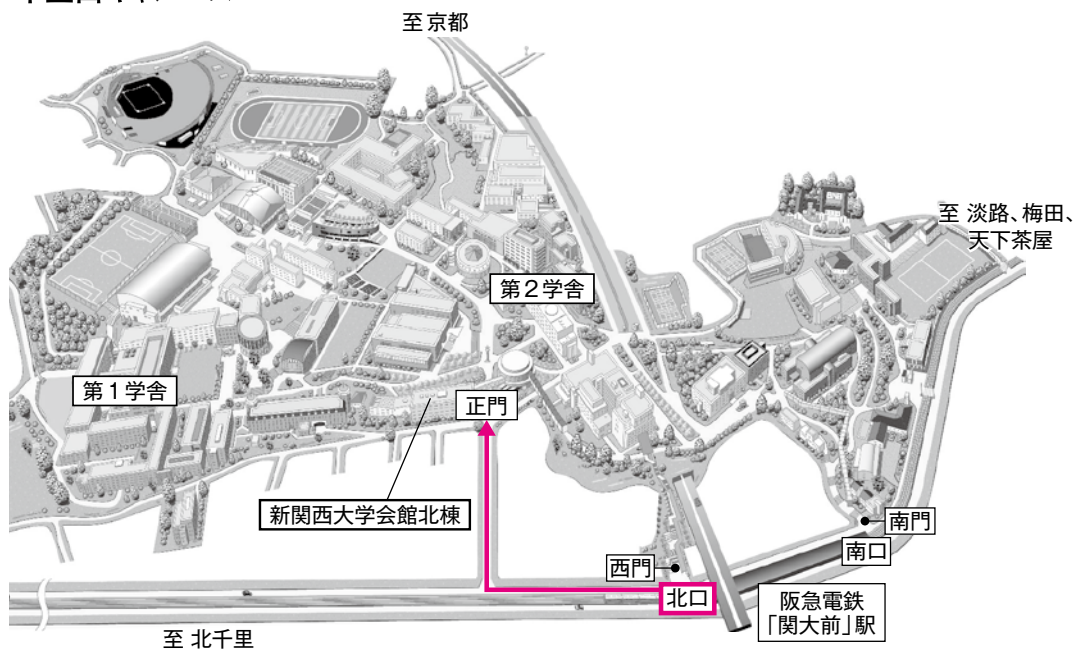 至 京都
至 淡路、梅田、
天下茶屋
第2学舎
第1学舎
正門
新関西大学会館北棟
南門
南口
西門
北口
阪急電鉄
「関大前」駅
至 北千里